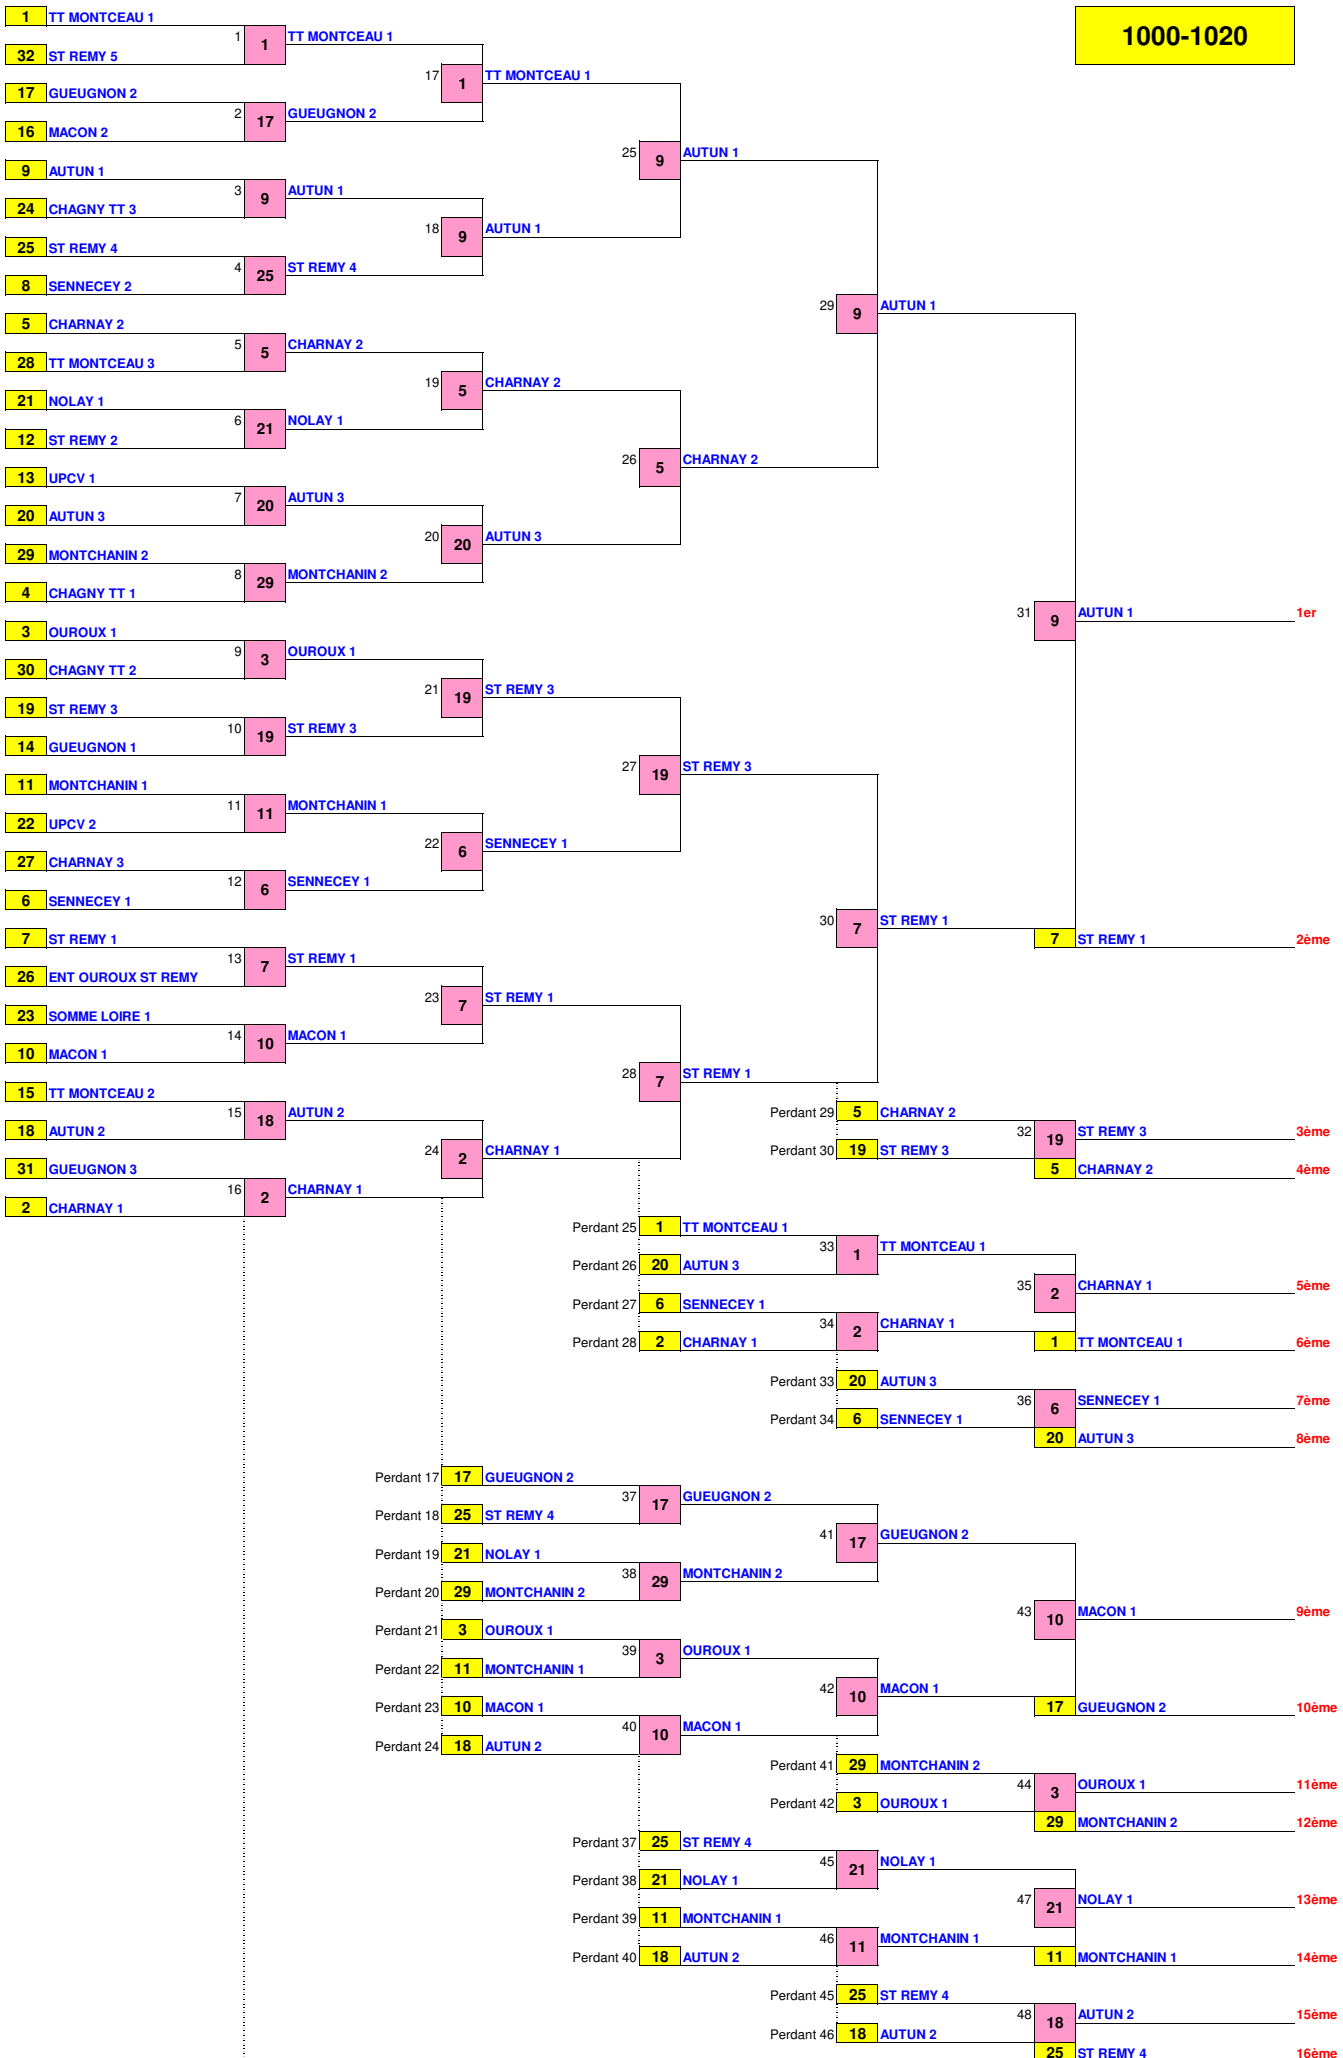 1 TT MONTCEAU 1
1000-1020
1 1 TT MONTCEAU 1
32 ST REMY 5
17 1 TT MONTCEAU 1
17 GUEUGNON 2
2 17 GUEUGNON 2
16 MACON 2
25 9 AUTUN 1
9 AUTUN 1
3 9 AUTUN 1
24 CHAGNY TT 3
18 9 AUTUN 1
25 ST REMY 4
4 25 ST REMY 4
8 SENNECEY 2
29 9 AUTUN 1
5 CHARNAY 2
5 5 CHARNAY 2
28 TT MONTCEAU 3
19 5 CHARNAY 2
21 NOLAY 1
6 21 NOLAY 1
12 ST REMY 2
26 5 CHARNAY 2
13 UPCV 1
7 20 AUTUN 3
20 AUTUN 3
20 20 AUTUN 3
29 MONTCHANIN 2
8 29 MONTCHANIN 2
4 CHAGNY TT 1
31 9 AUTUN 1 1er
3 OUROUX 1
9 3 OUROUX 1
30 CHAGNY TT 2
21 19 ST REMY 3
19 ST REMY 3
10 19 ST REMY 3
14 GUEUGNON 1
27 19 ST REMY 3
11 MONTCHANIN 1
11 11 MONTCHANIN 1
22 UPCV 2
22 6 SENNECEY 1
27 CHARNAY 3
12 6 SENNECEY 1
6 SENNECEY 1
30 7 ST REMY 1
7 ST REMY 1
7 ST REMY 1 2ème
13 7 ST REMY 1
26 ENT OUROUX ST REMY
23 7 ST REMY 1
23 SOMME LOIRE 1
14 10 MACON 1
10 MACON 1
28 7 ST REMY 1
15 TT MONTCEAU 2
15 18 AUTUN 2
Perdant 29 5 CHARNAY 2
18 AUTUN 2
32 19 ST REMY 3 3ème
24 2 CHARNAY 1
Perdant 30 19 ST REMY 3
31 GUEUGNON 3
5 CHARNAY 2 4ème
16 2 CHARNAY 1
2 CHARNAY 1
Perdant 25 1 TT MONTCEAU 1
33 1 TT MONTCEAU 1
Perdant 26 20 AUTUN 3
35 2 CHARNAY 1 5ème
Perdant 27 6 SENNECEY 1
34 2 CHARNAY 1
Perdant 28 2 CHARNAY 1
1 TT MONTCEAU 1 6ème
Perdant 33 20 AUTUN 3
36 6 SENNECEY 1 7ème
Perdant 34 6 SENNECEY 1
20 AUTUN 3 8ème
Perdant 17 17 GUEUGNON 2
37 17 GUEUGNON 2
Perdant 18 25 ST REMY 4
41 17 GUEUGNON 2
Perdant 19 21 NOLAY 1
38 29 MONTCHANIN 2
Perdant 20 29 MONTCHANIN 2
43 10 MACON 1 9ème
Perdant 21 3 OUROUX 1
39 3 OUROUX 1
Perdant 22 11 MONTCHANIN 1
42 10 MACON 1
Perdant 23 10 MACON 1
17 GUEUGNON 2 10ème
40 10 MACON 1
Perdant 24 18 AUTUN 2
Perdant 41 29 MONTCHANIN 2
44 3 OUROUX 1 11ème
Perdant 42 3 OUROUX 1
29 MONTCHANIN 2 12ème
Perdant 37 25 ST REMY 4
45 21 NOLAY 1
Perdant 38 21 NOLAY 1
47 21 NOLAY 1 13ème
Perdant 39 11 MONTCHANIN 1
46 11 MONTCHANIN 1
Perdant 40 18 AUTUN 2
11 MONTCHANIN 1 14ème
Perdant 45 25 ST REMY 4
48 18 AUTUN 2 15ème
Perdant 46 18 AUTUN 2
25 ST REMY 4 16ème